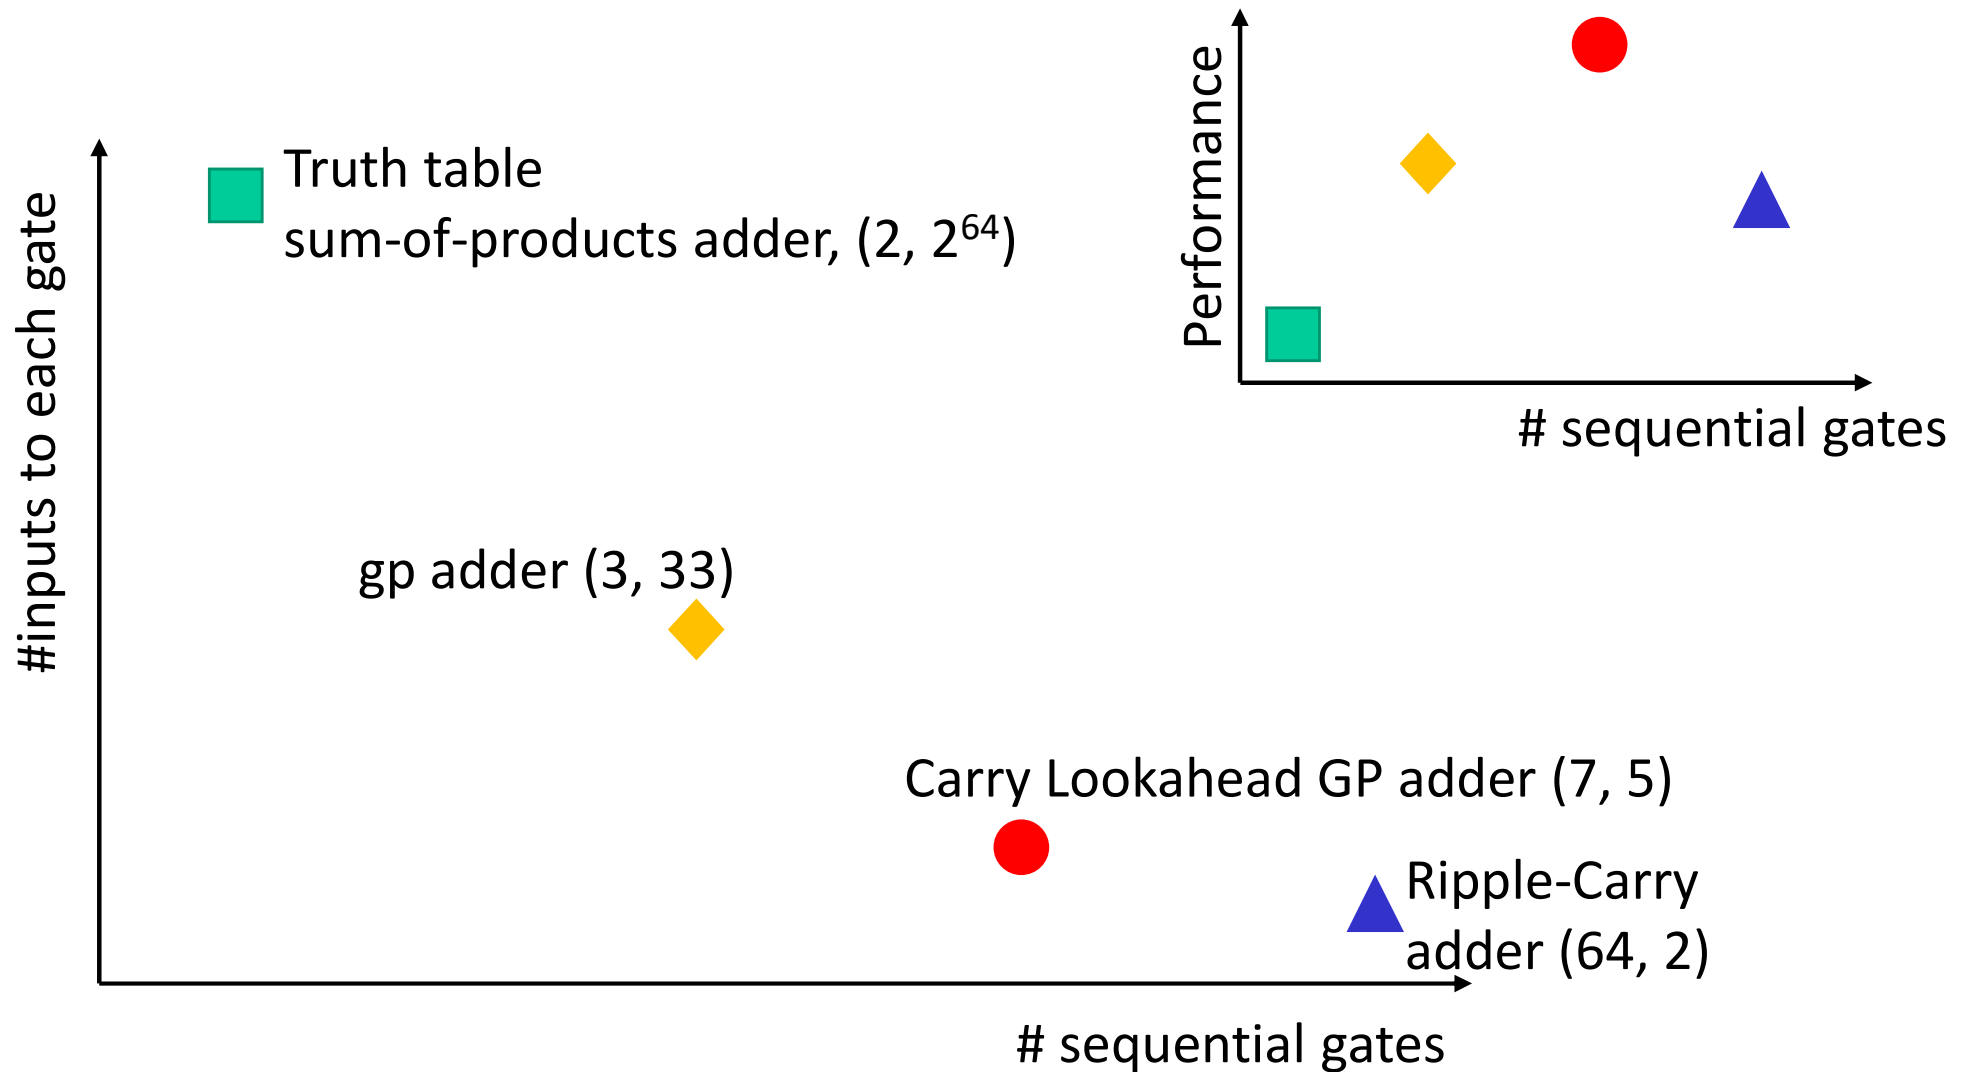 Performance
# sequential gates
#inputs to each gate
Truth table
sum-of-products adder, (2, 2⁶⁴)
gp adder (3, 33)
Carry Lookahead GP adder (7, 5)
Ripple-Carry
adder (64, 2)
# sequential gates